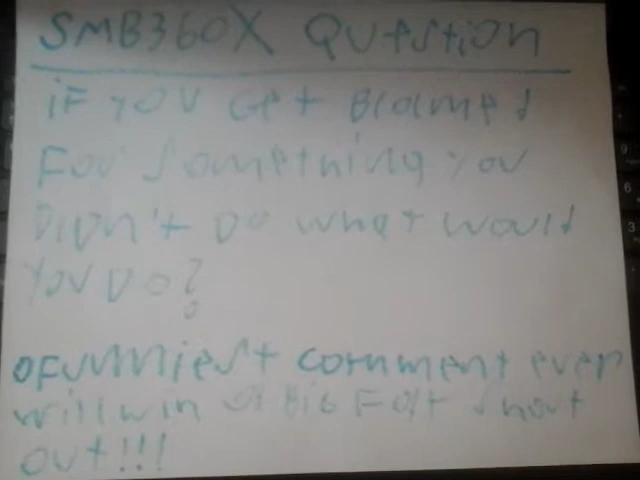 SMB360X QUEStION
iF YOU GEt BlaMEd
FOr SOMEthiNg YOU
DiDN't DO what WOUld
YOU DO?
OFUNNiESt COMMENt EVEr
Will wiN a BiG FAt ShOUt
OUt!!!